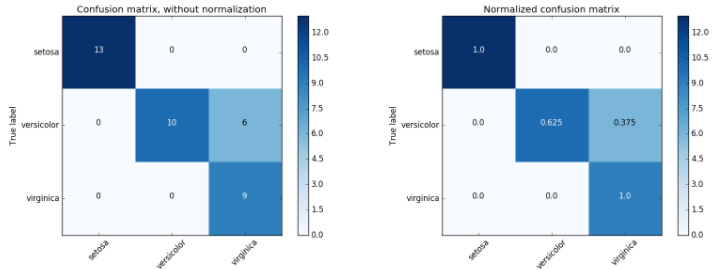 Confusion matrix, without normalization
True label
setosa 13 0 0
versicolor 0 10 6
virginica 0 0 9
setosa versicolor virginica
12.0
10.5
9.0
7.5
6.0
4.5
3.0
1.5
0.0
Normalized confusion matrix
True label
setosa 1.0 0.0 0.0
versicolor 0.0 0.625 0.375
virginica 0.0 0.0 1.0
setosa versicolor virginica
12.0
10.5
9.0
7.5
6.0
4.5
3.0
1.5
0.0